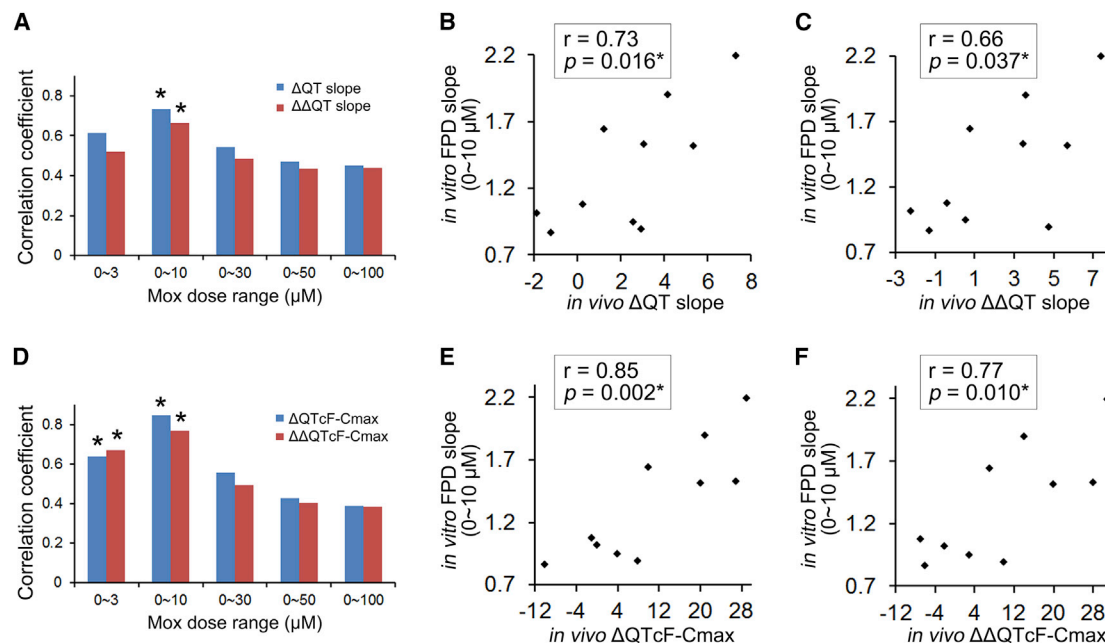 A
Correlation coefficient
0.8
0.6
0.4
0.2
0
ΔQT slope
ΔΔQT slope
* *
0~3 0~10 0~30 0~50 0~100
Mox dose range (µM)
B
in vitro FPD slope
(0~10 µM)
r = 0.73
p = 0.016*
2.2
1.7
1.2
0.7
-2 0 2 4 6 8
in vivo ΔQT slope
C
in vitro FPD slope
(0~10 µM)
r = 0.66
p = 0.037*
2.2
1.7
1.2
0.7
-3 -1 1 3 5 7
in vivo ΔΔQT slope
D
Correlation coefficient
0.8
0.6
0.4
0.2
0
ΔQTcF-Cmax
ΔΔQTcF-Cmax
* * * *
0~3 0~10 0~30 0~50 0~100
Mox dose range (µM)
E
in vitro FPD slope
(0~10 µM)
r = 0.85
p = 0.002*
2.2
1.7
1.2
0.7
-12 -4 4 12 20 28
in vivo ΔQTcF-Cmax
F
in vitro FPD slope
(0~10 µM)
r = 0.77
p = 0.010*
2.2
1.7
1.2
0.7
-12 -4 4 12 20 28
in vivo ΔΔQTcF-Cmax